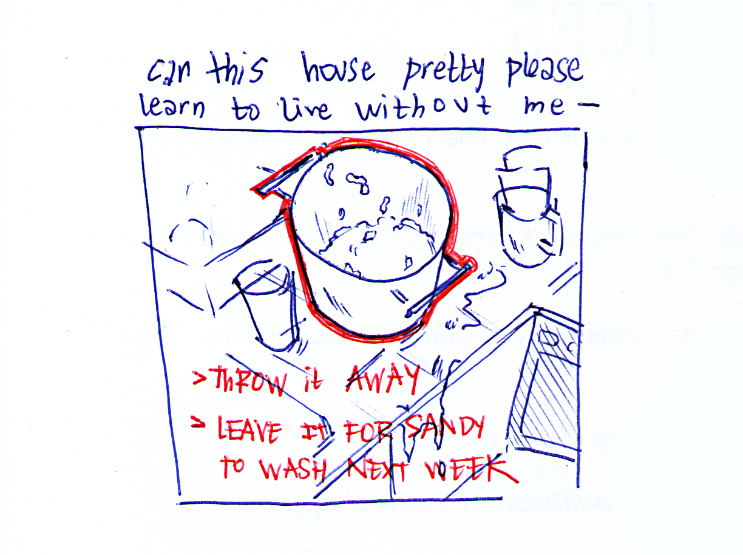 can this house pretty please
learn to live without me —
> THROW it AWAY
> LEAVE IT FOR SANDY
to WASH NEXT WEEK